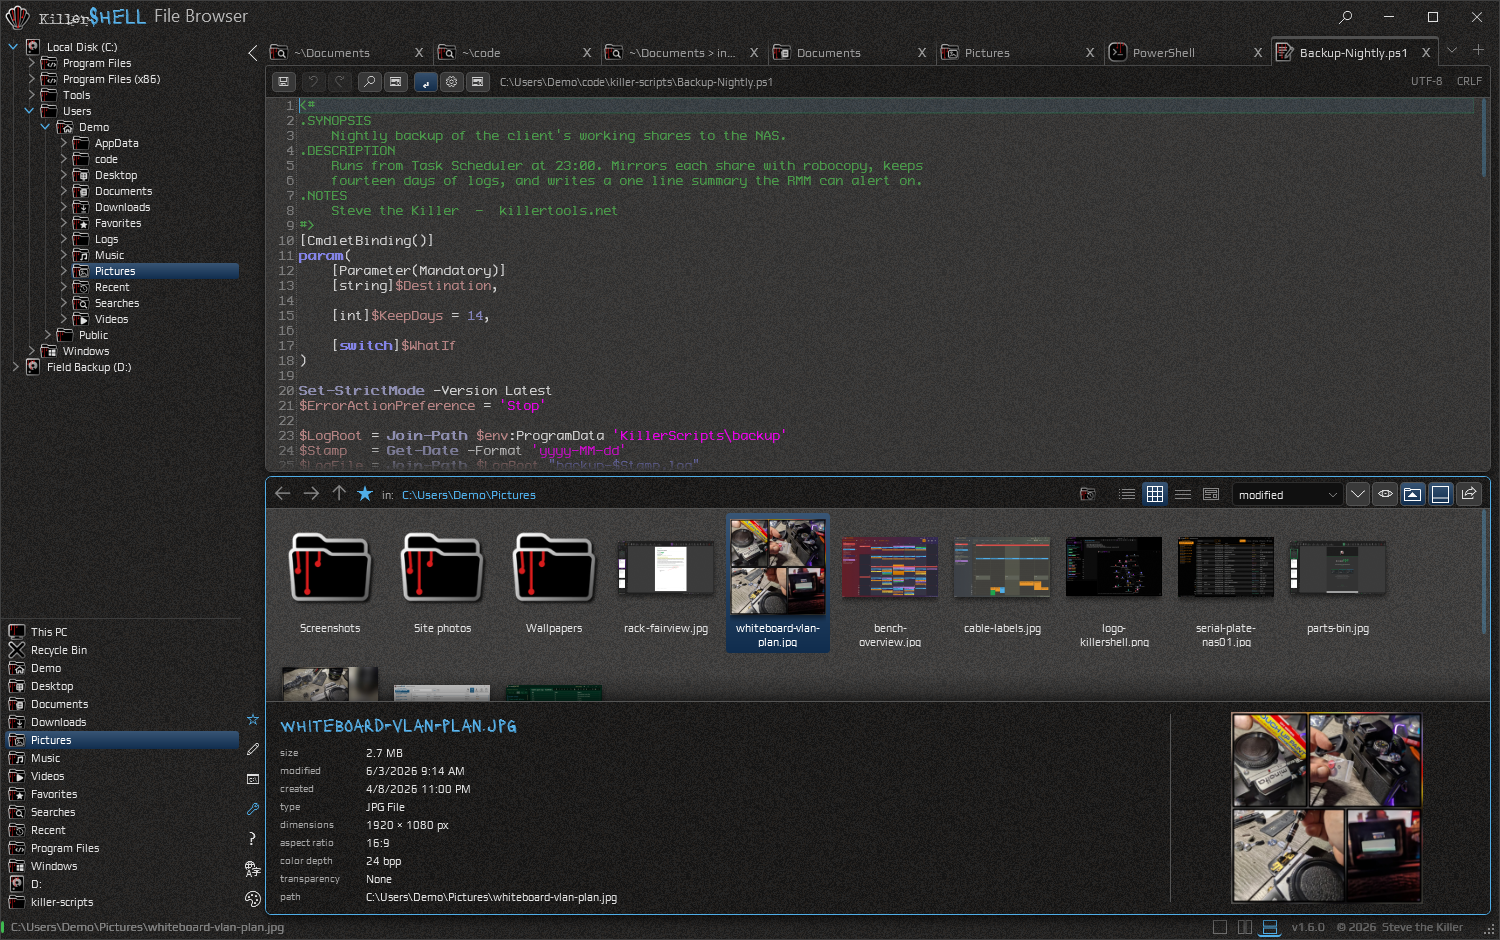 KillerSHELL File Browser
Local Disk (C:)
Program Files
Program Files (x86)
Tools
Users
Demo
AppData
code
Desktop
Documents
Downloads
Favorites
Logs
Music
Pictures
Recent
Searches
Videos
Public
Windows
Field Backup (D:)
This PC
Recycle Bin
Demo
Desktop
Documents
Downloads
Pictures
Music
Videos
Favorites
Searches
Recent
Program Files
Windows
D:
killer-scripts
~\Documents X ~\code X ~\Documents > in... X Documents X Pictures X PowerShell X Backup-Nightly.ps1 X
C:\Users\Demo\code\killer-scripts\Backup-Nightly.ps1 UTF-8 CRLF
1 <#
2 .SYNOPSIS
3 Nightly backup of the client's working shares to the NAS.
4 .DESCRIPTION
5 Runs from Task Scheduler at 23:00. Mirrors each share with robocopy, keeps
6 fourteen days of logs, and writes a one line summary the RMM can alert on.
7 .NOTES
8 Steve the Killer - killertools.net
9 #>
10 [CmdletBinding()]
11 param(
12 [Parameter(Mandatory)]
13 [string]$Destination,
14
15 [int]$KeepDays = 14,
16
17 [switch]$WhatIf
18 )
19
20 Set-StrictMode -Version Latest
21 $ErrorActionPreference = 'Stop'
22
23 $LogRoot = Join-Path $env:ProgramData 'KillerScripts\backup'
24 $Stamp = Get-Date -Format 'yyyy-MM-dd'
25 $LogFile = Join-Path $LogRoot "backup-$Stamp.log"
in: C:\Users\Demo\Pictures modified
Screenshots
Site photos
Wallpapers
rack-fairview.jpg
whiteboard-vlan-
plan.jpg
bench-
overview.jpg
cable-labels.jpg
logo-
killershell.png
serial-plate-
nas01.jpg
parts-bin.jpg
WHITEBOARD-VLAN-PLAN.JPG
size 2.7 MB
modified 6/3/2026 9:14 AM
created 4/8/2026 11:00 PM
type JPG File
dimensions 1920 × 1080 px
aspect ratio 16:9
color depth 24 bpp
transparency None
path C:\Users\Demo\Pictures\whiteboard-vlan-plan.jpg
C:\Users\Demo\Pictures\whiteboard-vlan-plan.jpg v1.6.0 © 2026 Steve the Killer